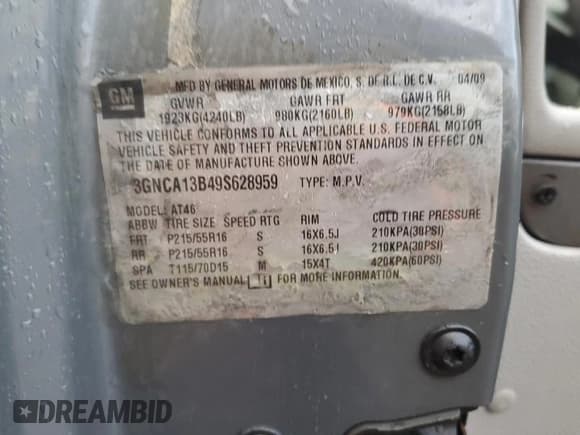 GM
MFD BY GENERAL MOTORS DE MEXICO, S. DE R.L. DE C.V. 04/09
GVWR GAWR FRT GAWR RR
1923KG(4240LB) 980KG(2160LB) 979KG(2158LB)
THIS VEHICLE CONFORMS TO ALL APPLICABLE U.S. FEDERAL MOTOR
VEHICLE SAFETY AND THEFT PREVENTION STANDARDS IN EFFECT ON
THE DATE OF MANUFACTURE SHOWN ABOVE.
3GNCA13B49S628959 TYPE: M.P.V.
MODEL: AT46
ABBW TIRE SIZE SPEED RTG RIM COLD TIRE PRESSURE
FRT P215/55R16 S 16X6.5J 210KPA(30PSI)
RR P215/55R16 S 16X6.5J 210KPA(30PSI)
SPA T115/70D15 M 15X4T 420KPA(60PSI)
SEE OWNER'S MANUAL FOR MORE INFORMATION.
DREAMBID